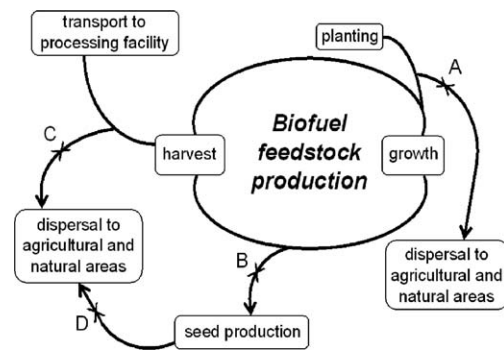 transport to
processing facility
planting
A
C
harvest
Biofuel
feedstock
production
growth
dispersal to
agricultural and
natural areas
B
dispersal to
agricultural and
natural areas
D
seed production